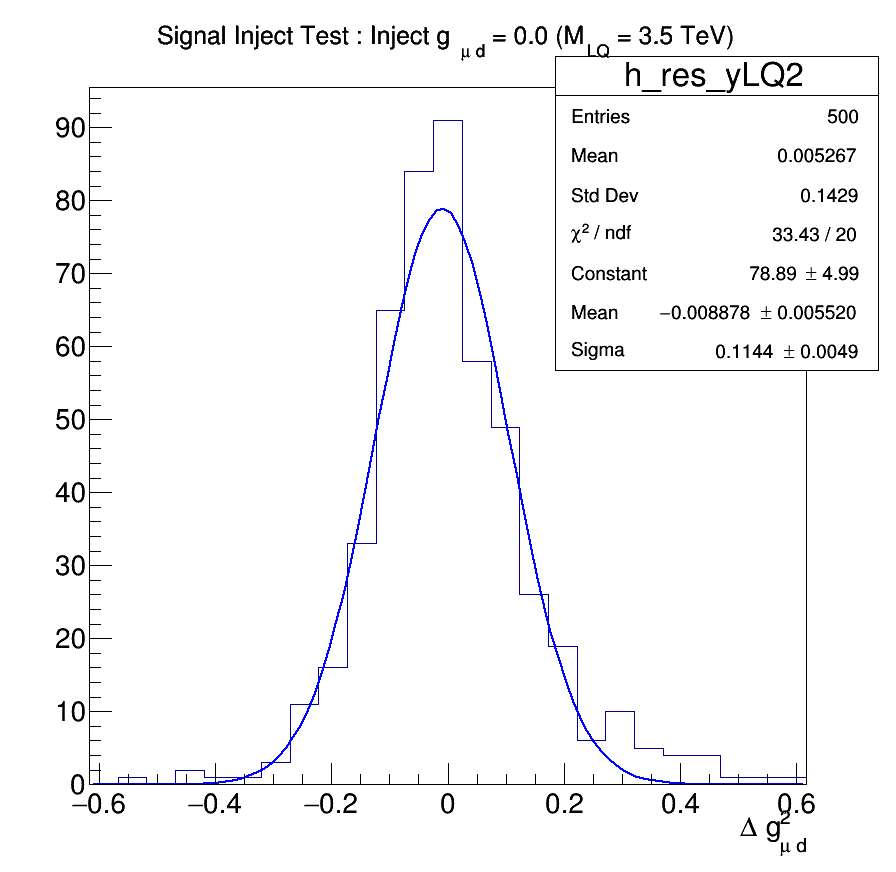 Signal Inject Test : Inject g μ d = 0.0 (M LQ = 3.5 TeV)
h_res_yLQ2
Entries 500
Mean 0.005267
Std Dev 0.1429
χ² / ndf 33.43 / 20
Constant 78.89 ± 4.99
Mean −0.008878 ± 0.005520
Sigma 0.1144 ± 0.0049
90
80
70
60
50
40
30
20
10
0
−0.6 −0.4 −0.2 0 0.2 0.4 0.6
Δ g²μ d